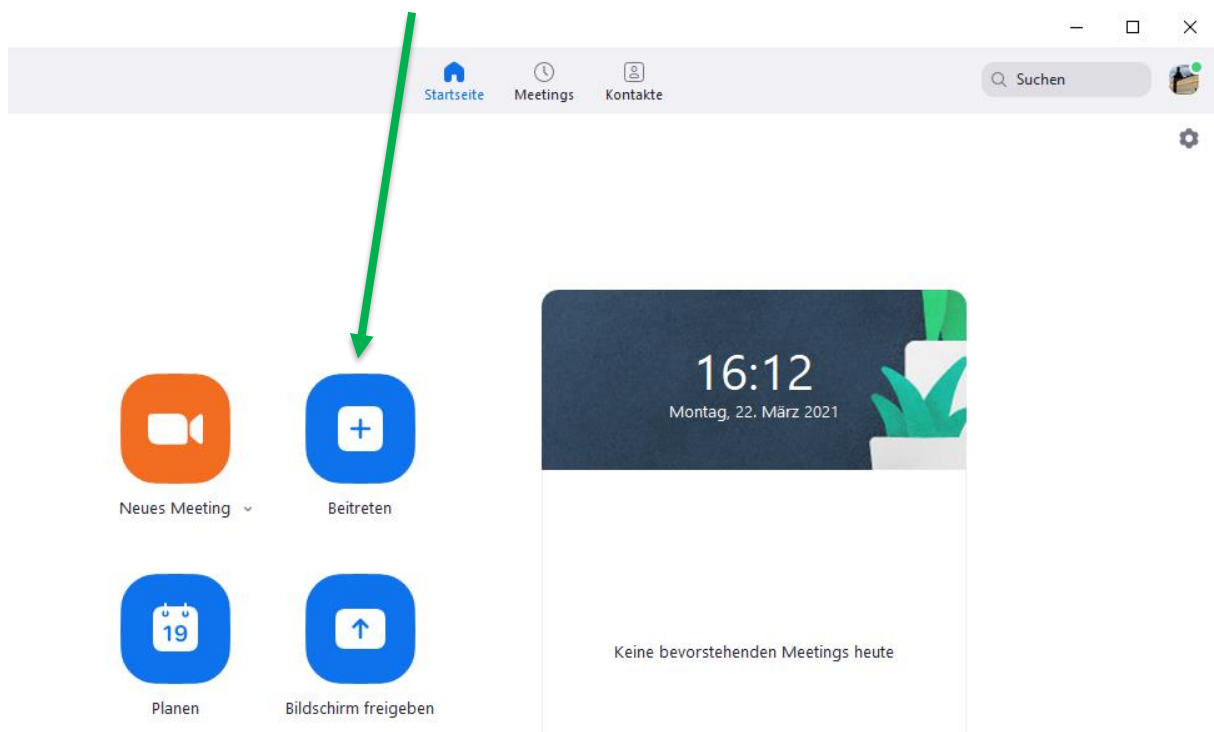 Startseite
Meetings
Kontakte
Suchen
16:12
Montag, 22. März 2021
Neues Meeting
Beitreten
19
Planen
Bildschirm freigeben
Keine bevorstehenden Meetings heute